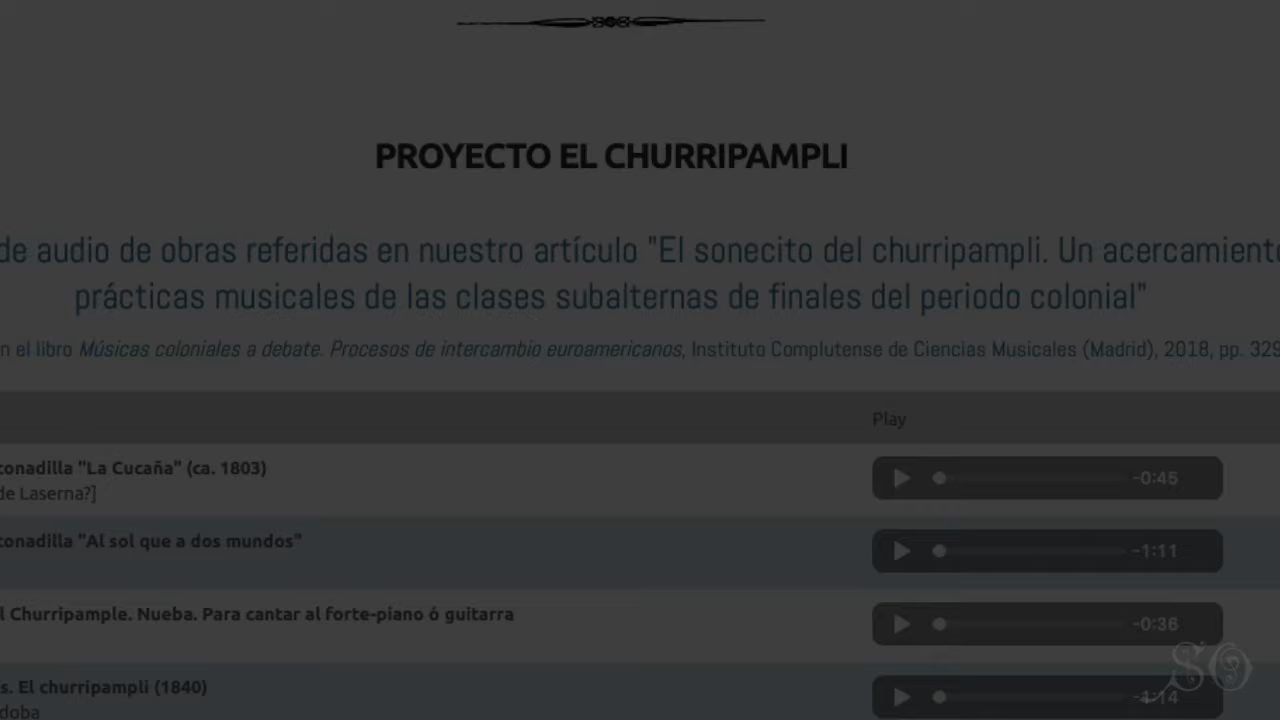 PROYECTO EL CHURRIPAMPLI
de audio de obras referidas en nuestro artículo "El sonecito del churripampli. Un acercamiento
prácticas musicales de las clases subalternas de finales del periodo colonial"
n el libro Músicas coloniales a debate. Procesos de intercambio euroamericanos, Instituto Complutense de Ciencias Musicales (Madrid), 2018, pp. 329
Play
tonadilla "La Cucaña" (ca. 1803)
de Laserna?]
-0:45
tonadilla "Al sol que a dos mundos"
-1:11
l Churripample. Nueba. Para cantar al forte-piano ó guitarra
-0:36
s. El churripampli (1840)
doba
-4:14
SO